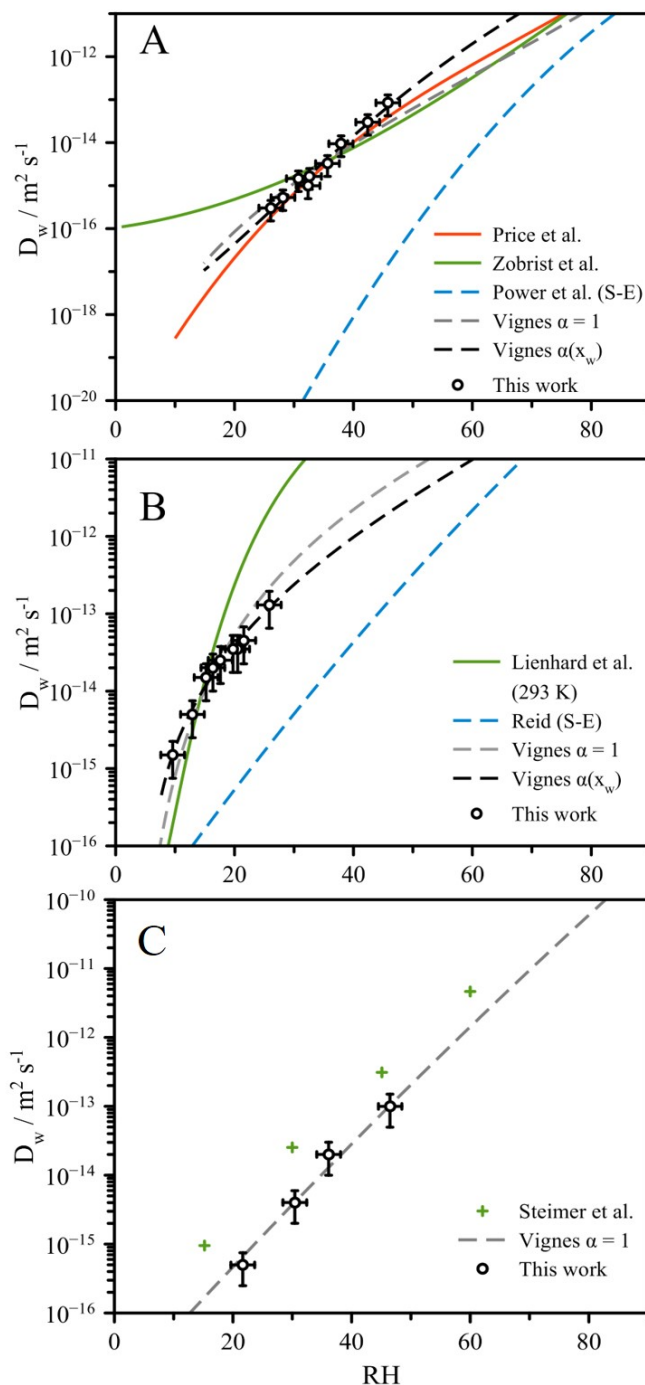 A
10⁻¹²
10⁻¹⁴
10⁻¹⁶
10⁻¹⁸
10⁻²⁰
D_w / m² s⁻¹
Price et al.
Zobrist et al.
Power et al. (S-E)
Vignes α = 1
Vignes α(x_w)
This work
0 20 40 60 80
B
10⁻¹¹
10⁻¹²
10⁻¹³
10⁻¹⁴
10⁻¹⁵
10⁻¹⁶
D_w / m² s⁻¹
Lienhard et al.
(293 K)
Reid (S-E)
Vignes α = 1
Vignes α(x_w)
This work
0 20 40 60 80
C
10⁻¹⁰
10⁻¹¹
10⁻¹²
10⁻¹³
10⁻¹⁴
10⁻¹⁵
10⁻¹⁶
D_w / m² s⁻¹
Steimer et al.
Vignes α = 1
This work
0 20 40 60 80
RH